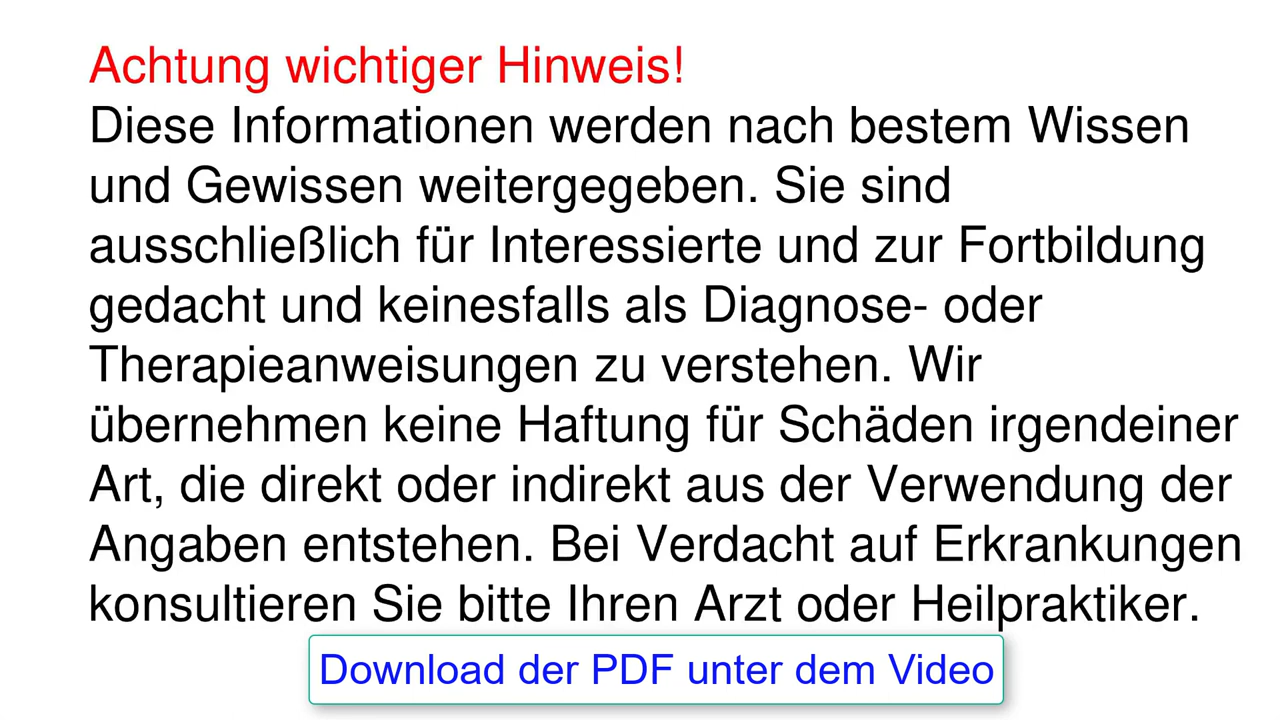 Achtung wichtiger Hinweis!
Diese Informationen werden nach bestem Wissen
und Gewissen weitergegeben. Sie sind
ausschließlich für Interessierte und zur Fortbildung
gedacht und keinesfalls als Diagnose- oder
Therapieanweisungen zu verstehen. Wir
übernehmen keine Haftung für Schäden irgendeiner
Art, die direkt oder indirekt aus der Verwendung der
Angaben entstehen. Bei Verdacht auf Erkrankungen
konsultieren Sie bitte Ihren Arzt oder Heilpraktiker.
Download der PDF unter dem Video